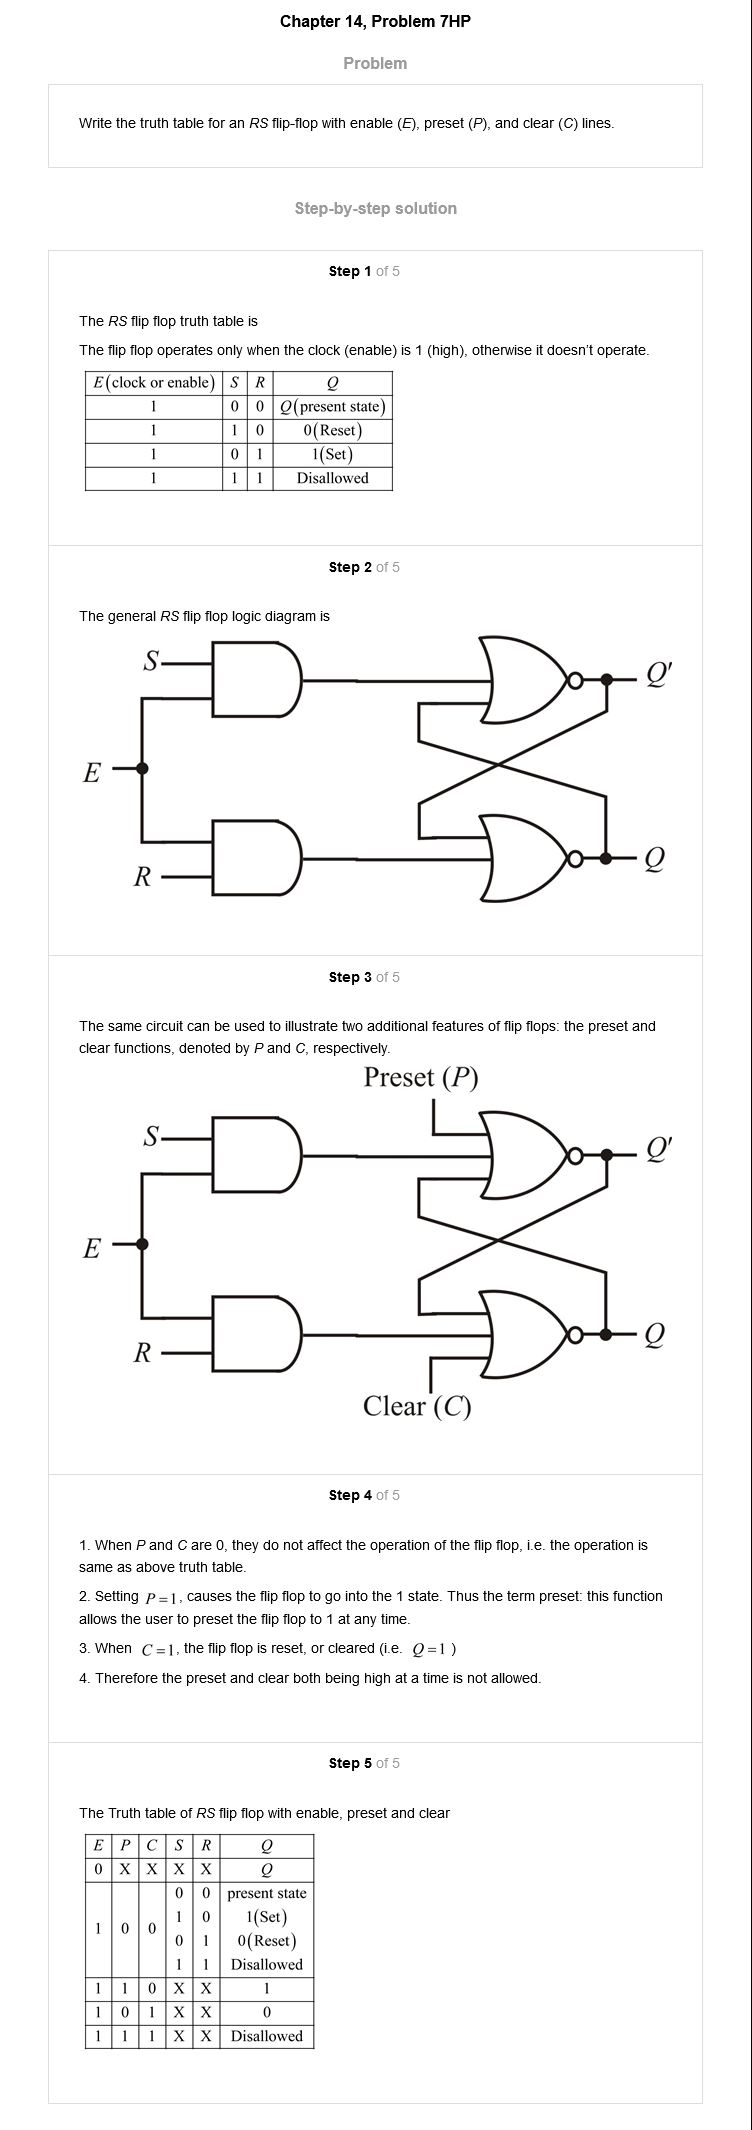 Chapter 14, Problem 7HP
Problem
Write the truth table for an RS flip-flop with enable (E), preset (P), and clear (C) lines.
Step-by-step solution
Step 1 of 5
The RS flip flop truth table is
The flip flop operates only when the clock (enable) is 1 (high), otherwise it doesn't operate.
E(clock or enable) S R Q
1 0 0 Q(present state)
1 1 0 0(Reset)
1 0 1 1(Set)
1 1 1 Disallowed
Step 2 of 5
The general RS flip flop logic diagram is
S Q'
E
R Q
Step 3 of 5
The same circuit can be used to illustrate two additional features of flip flops: the preset and
clear functions, denoted by P and C, respectively.
Preset (P)
S Q'
E
R Q
Clear (C)
Step 4 of 5
1. When P and C are 0, they do not affect the operation of the flip flop, i.e. the operation is
same as above truth table.
2. Setting P=1, causes the flip flop to go into the 1 state. Thus the term preset: this function
allows the user to preset the flip flop to 1 at any time.
3. When C=1, the flip flop is reset, or cleared (i.e. Q=1 )
4. Therefore the preset and clear both being high at a time is not allowed.
Step 5 of 5
The Truth table of RS flip flop with enable, preset and clear
E P C S R Q
0 X X X X Q
0 0 present state
1 0 1(Set)
1 0 0
0 1 0(Reset)
1 1 Disallowed
1 1 0 X X 1
1 0 1 X X 0
1 1 1 X X Disallowed